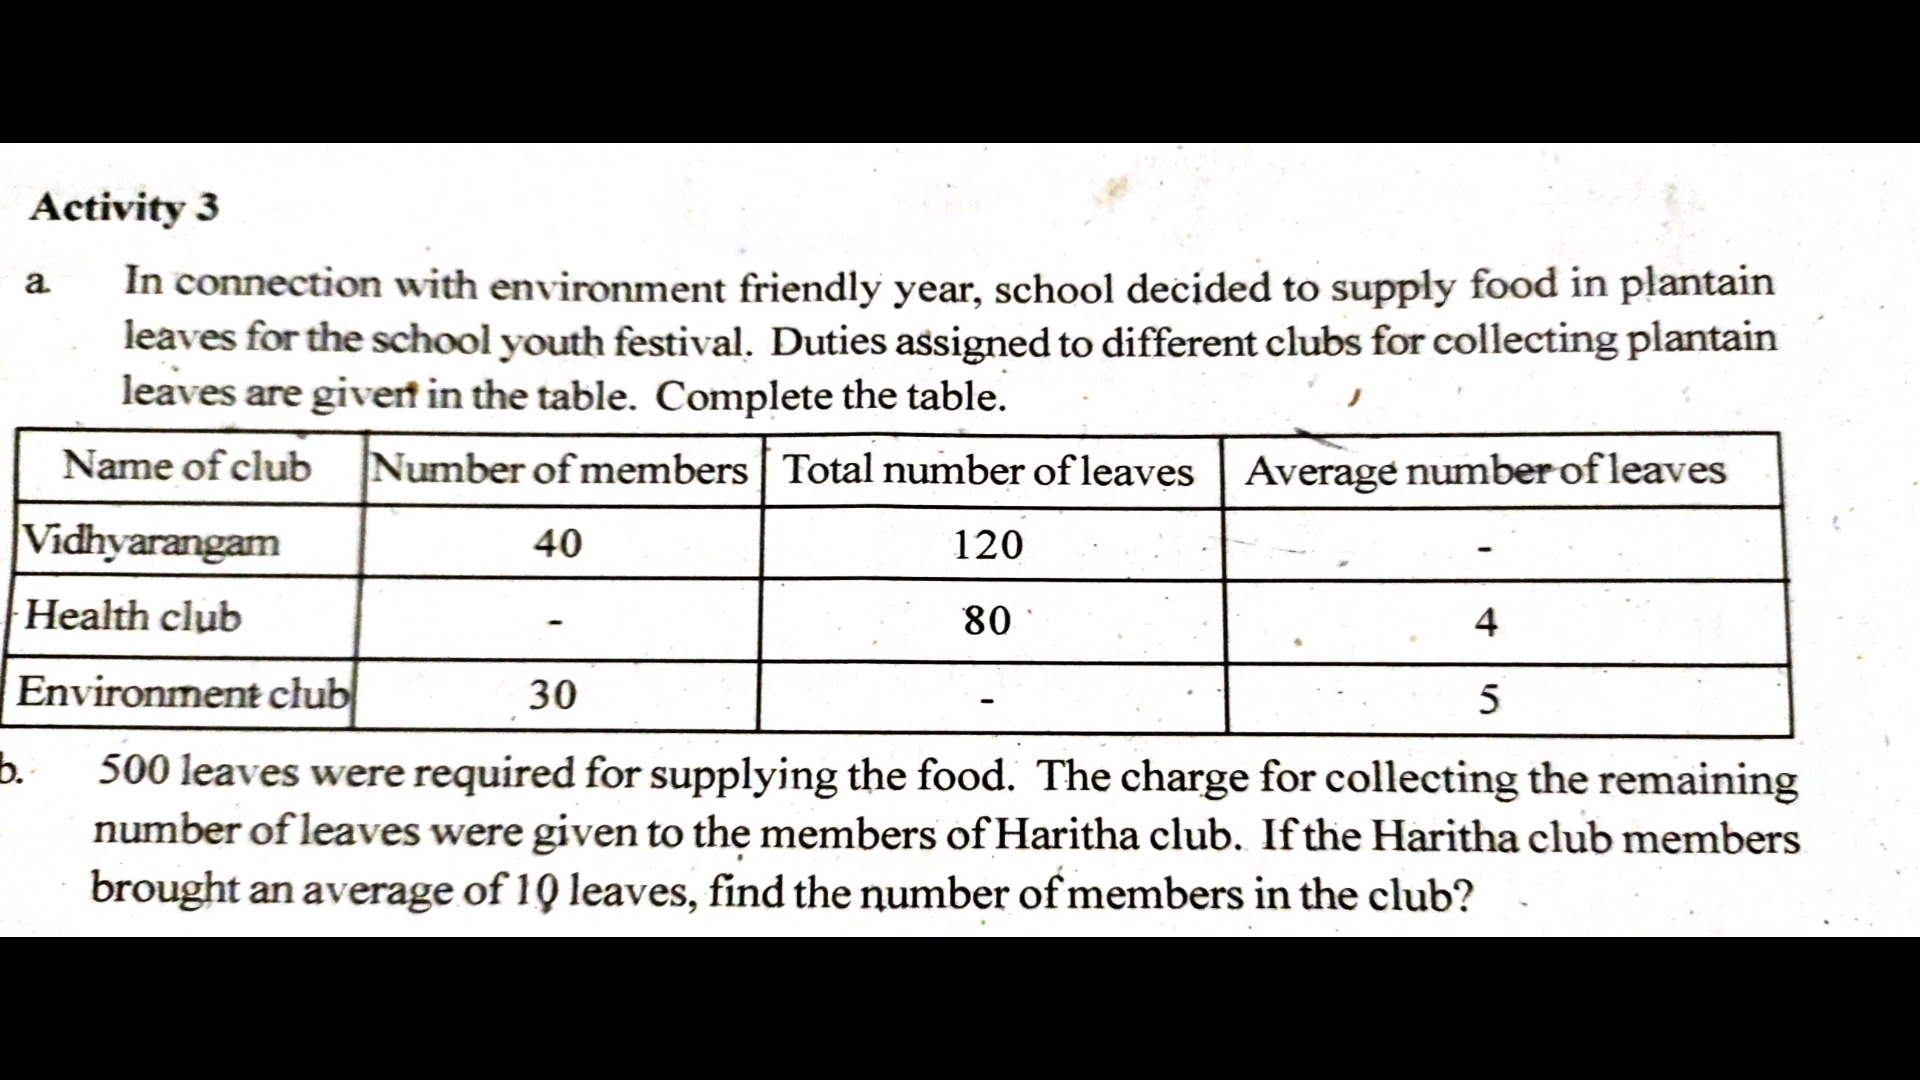 Activity 3
a. In connection with environment friendly year, school decided to supply food in plantain
leaves for the school youth festival. Duties assigned to different clubs for collecting plantain
leaves are given in the table. Complete the table.
Name of club Number of members Total number of leaves Average number of leaves
Vidhyarangam 40 120 -
Health club - 80 4
Environment club 30 - 5
b. 500 leaves were required for supplying the food. The charge for collecting the remaining
number of leaves were given to the members of Haritha club. If the Haritha club members
brought an average of 10 leaves, find the number of members in the club?